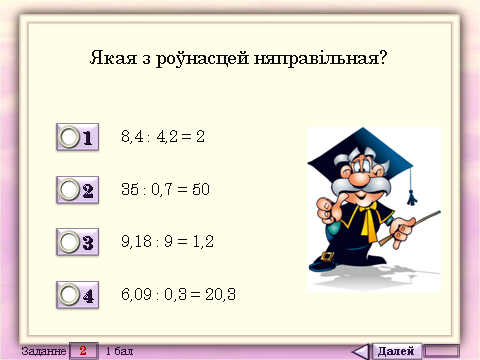 Якая з роўнасцей няправільная?
1 8,4 : 4,2 = 2
2 35 : 0,7 = 50
3 9,18 : 9 = 1,2
4 6,09 : 0,3 = 20,3
Задание 2 1 бал Далей